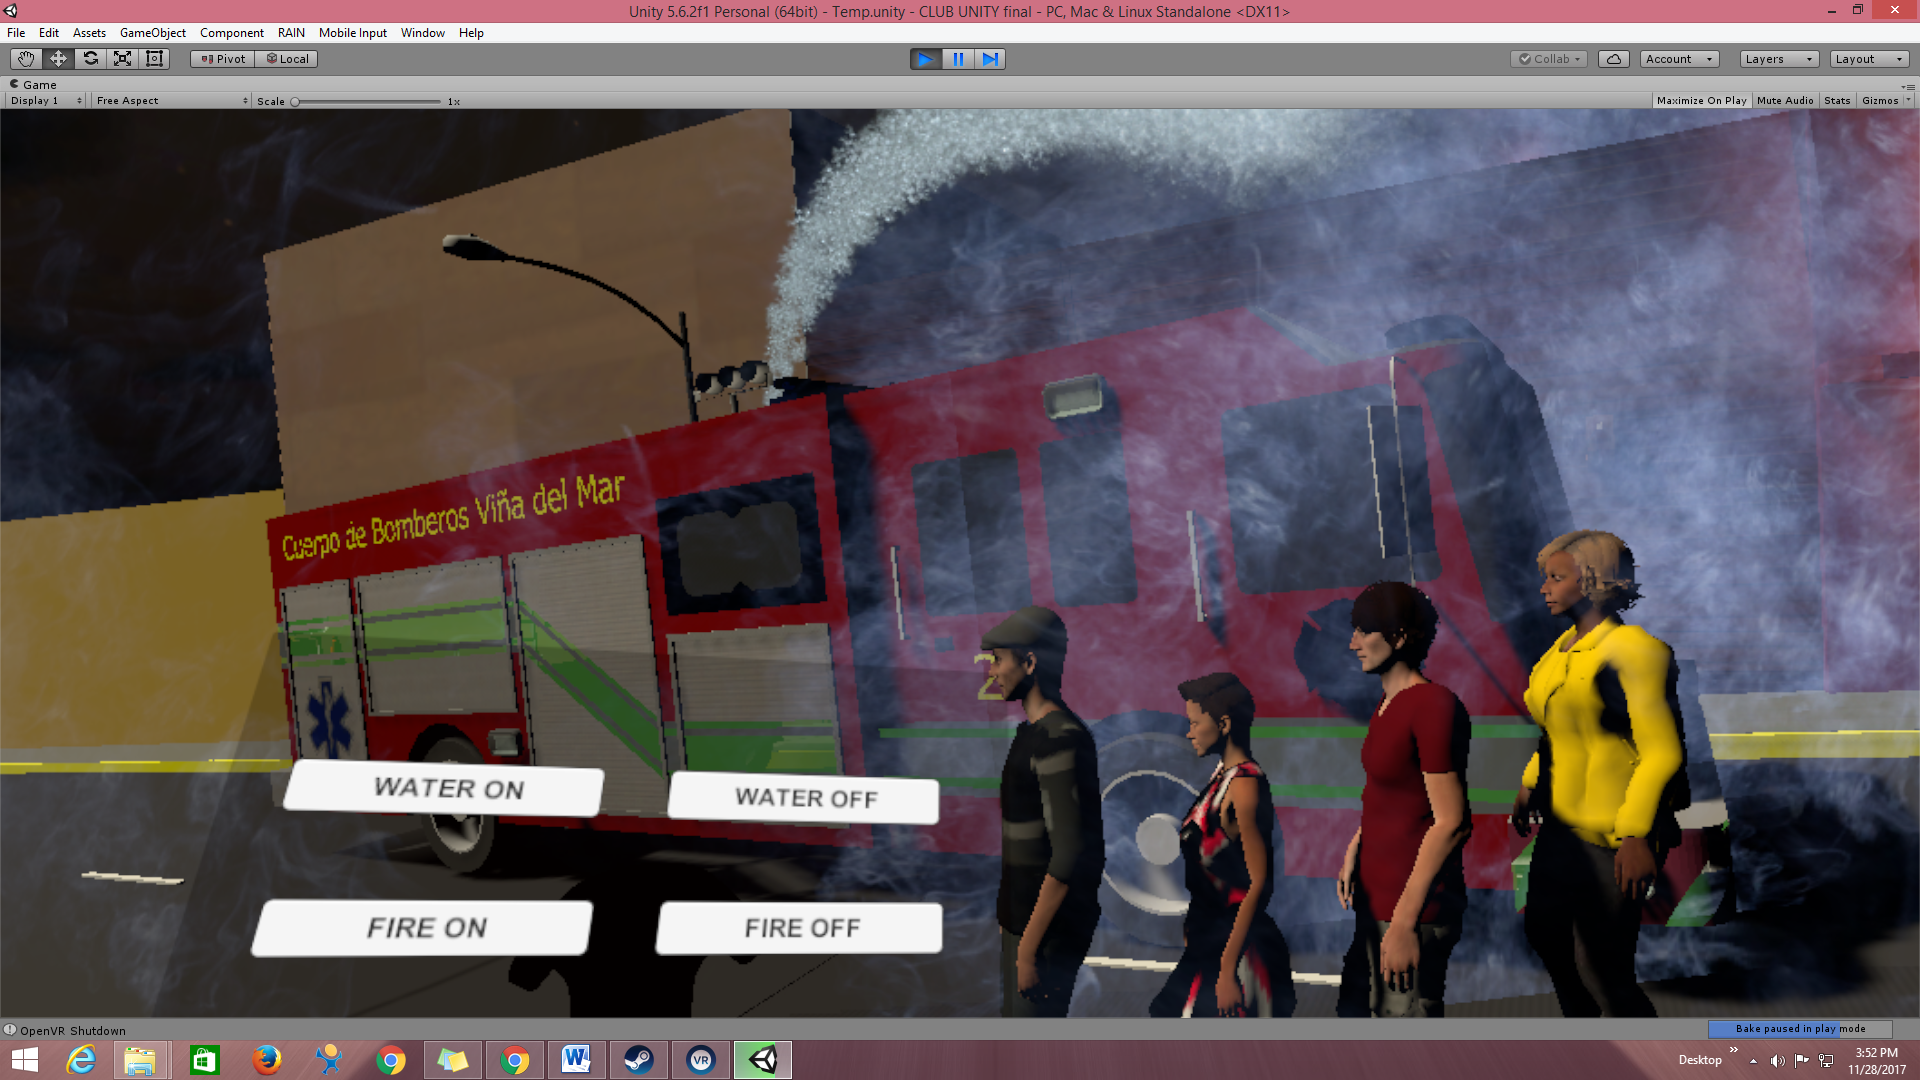 Unity 5.6.2f1 Personal (64bit) - Temp.unity - CLUB UNITY final - PC, Mac & Linux Standalone <DX11>
File Edit Assets GameObject Component RAIN Mobile Input Window Help
Pivot Local Collab Account Layers Layout
Game
Display 1 Free Aspect Scale 1x Maximize On Play Mute Audio Stats Gizmos
Cuerpo de Bomberos Viña del Mar
2
WATER ON WATER OFF
FIRE ON FIRE OFF
OpenVR Shutdown Bake paused in play mode
W VR Desktop 3:52 PM
11/28/2017